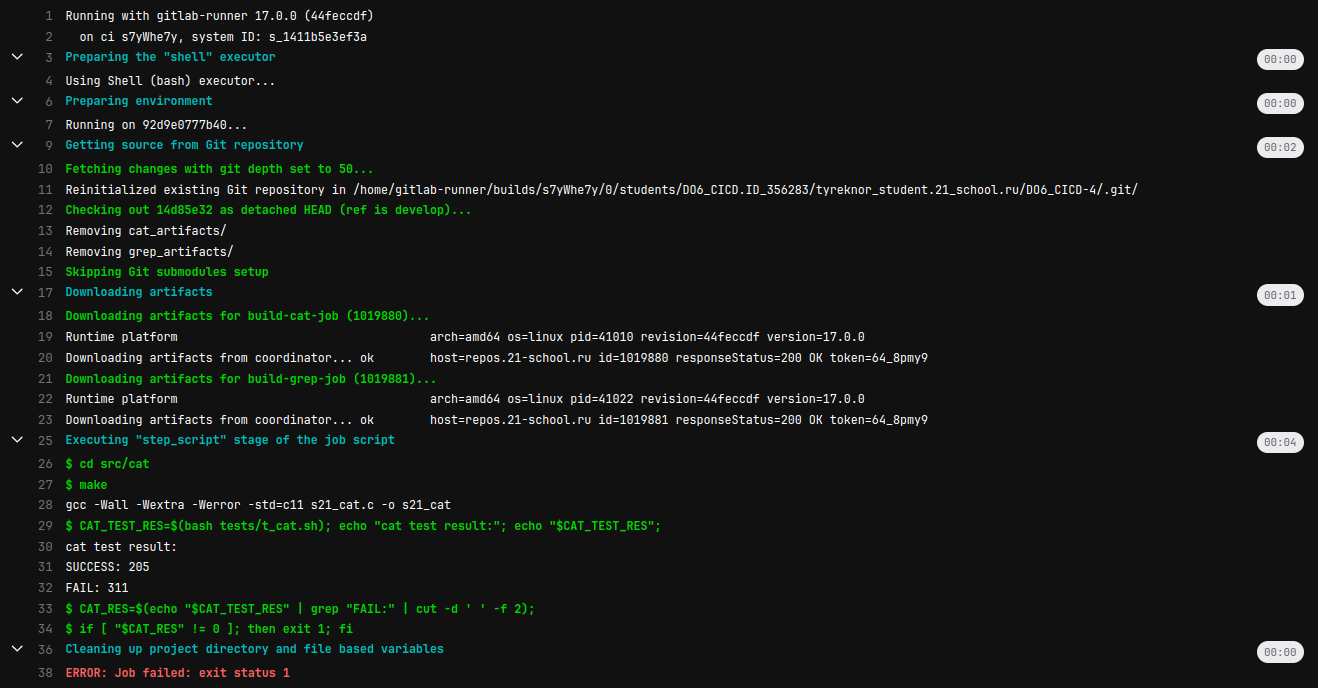 1 Running with gitlab-runner 17.0.0 (44feccdf)
2 on ci s7yWhe7y, system ID: s_1411b5e3ef3a
3 Preparing the "shell" executor 00:00
4 Using Shell (bash) executor...
6 Preparing environment 00:00
7 Running on 92d9e0777b40...
9 Getting source from Git repository 00:02
10 Fetching changes with git depth set to 50...
11 Reinitialized existing Git repository in /home/gitlab-runner/builds/s7yWhe7y/0/students/DO6_CICD.ID_356283/tyreknor_student.21_school.ru/DO6_CICD-4/.git/
12 Checking out 14d85e32 as detached HEAD (ref is develop)...
13 Removing cat_artifacts/
14 Removing grep_artifacts/
15 Skipping Git submodules setup
17 Downloading artifacts 00:01
18 Downloading artifacts for build-cat-job (1019880)...
19 Runtime platform arch=amd64 os=linux pid=41010 revision=44feccdf version=17.0.0
20 Downloading artifacts from coordinator... ok host=repos.21-school.ru id=1019880 responseStatus=200 OK token=64_8pmy9
21 Downloading artifacts for build-grep-job (1019881)...
22 Runtime platform arch=amd64 os=linux pid=41022 revision=44feccdf version=17.0.0
23 Downloading artifacts from coordinator... ok host=repos.21-school.ru id=1019881 responseStatus=200 OK token=64_8pmy9
25 Executing "step_script" stage of the job script 00:04
26 $ cd src/cat
27 $ make
28 gcc -Wall -Wextra -Werror -std=c11 s21_cat.c -o s21_cat
29 $ CAT_TEST_RES=$(bash tests/t_cat.sh); echo "cat test result:"; echo "$CAT_TEST_RES";
30 cat test result:
31 SUCCESS: 205
32 FAIL: 311
33 $ CAT_RES=$(echo "$CAT_TEST_RES" | grep "FAIL:" | cut -d ' ' -f 2);
34 $ if [ "$CAT_RES" != 0 ]; then exit 1; fi
36 Cleaning up project directory and file based variables 00:00
38 ERROR: Job failed: exit status 1